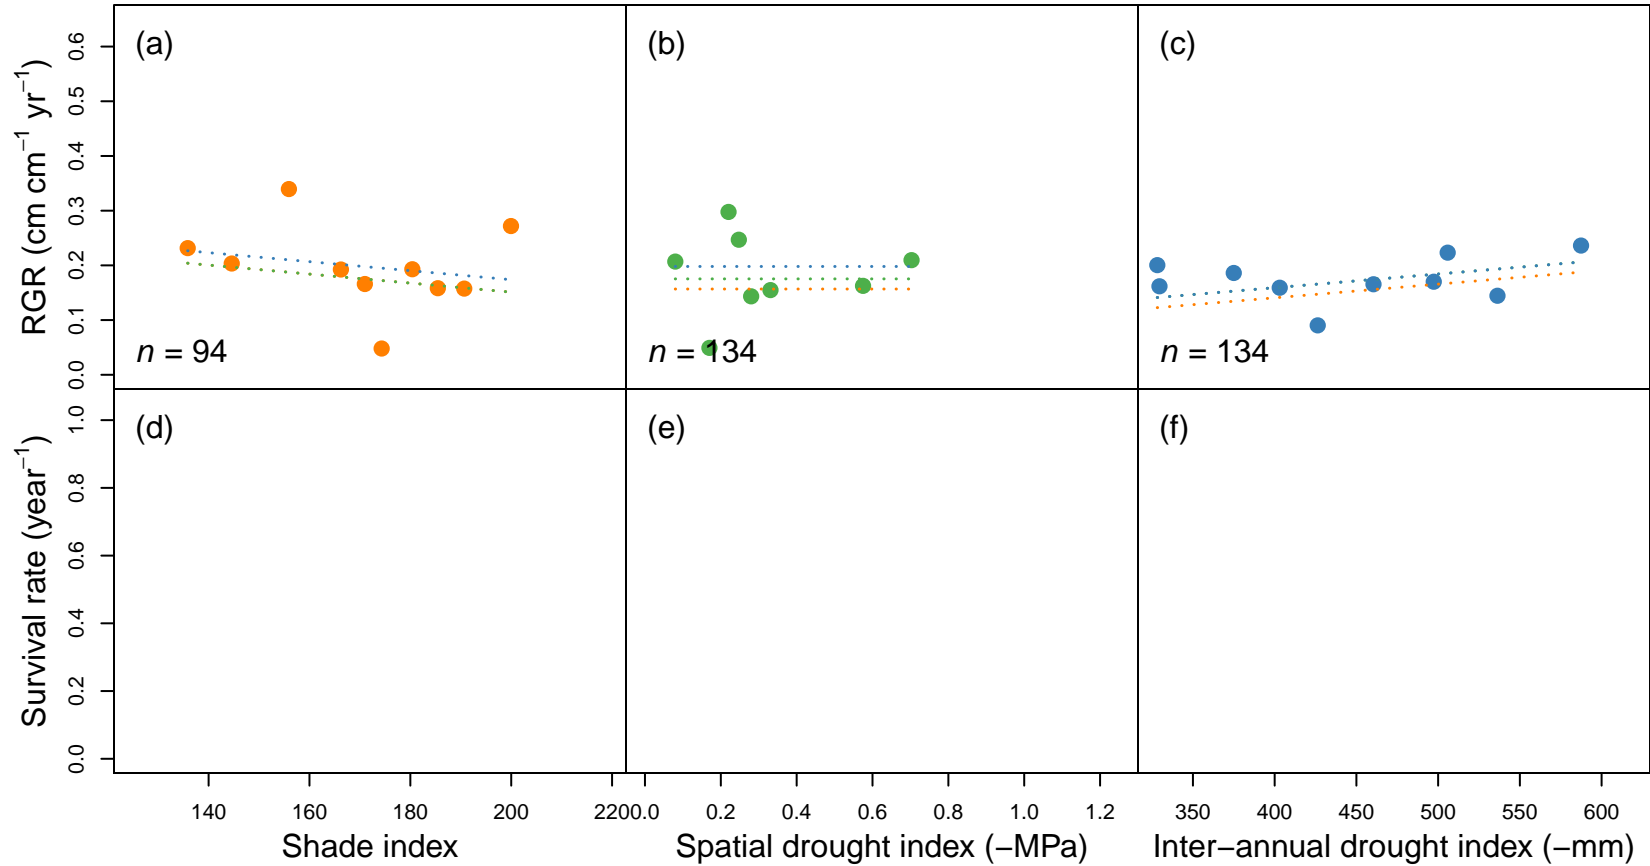 (a) (b) (c)
RGR (cm cm⁻¹ yr⁻¹)
0.6
0.5
0.4
0.3
0.2
0.1
0.0
n = 94 n = 134 n = 134
(d) (e) (f)
Survival rate (year⁻¹)
1.0
0.8
0.6
0.4
0.2
0.0
140 160 180 200 220 0.0 0.2 0.4 0.6 0.8 1.0 1.2 350 400 450 500 550 600
Shade index Spatial drought index (−MPa) Inter−annual drought index (−mm)